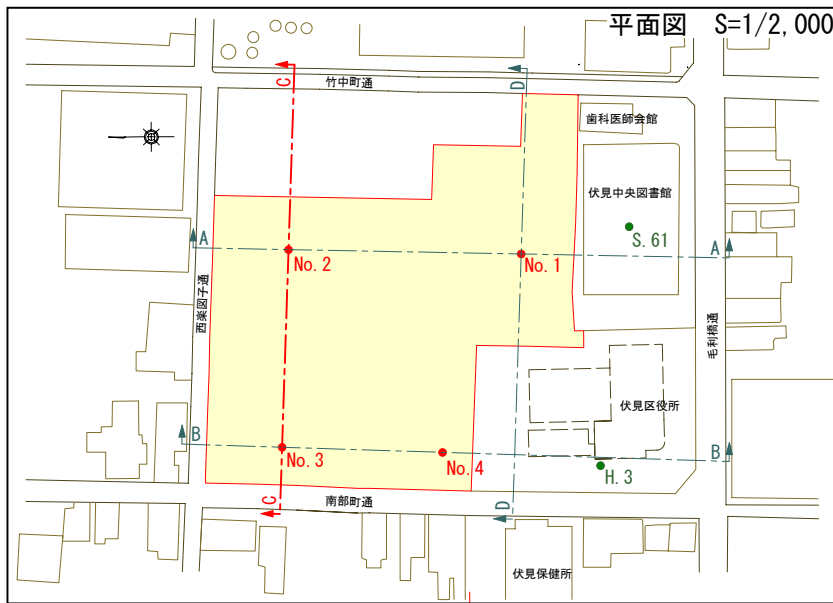 平面図 S=1/2,000
C
D
竹中町通
歯科医師会館
伏見中央図書館
S.61
A
A
No.2
No.1
西楽図子通
毛利橋通
伏見区役所
B
B
No.3
No.4
H.3
C
D
南部町通
伏見保健所